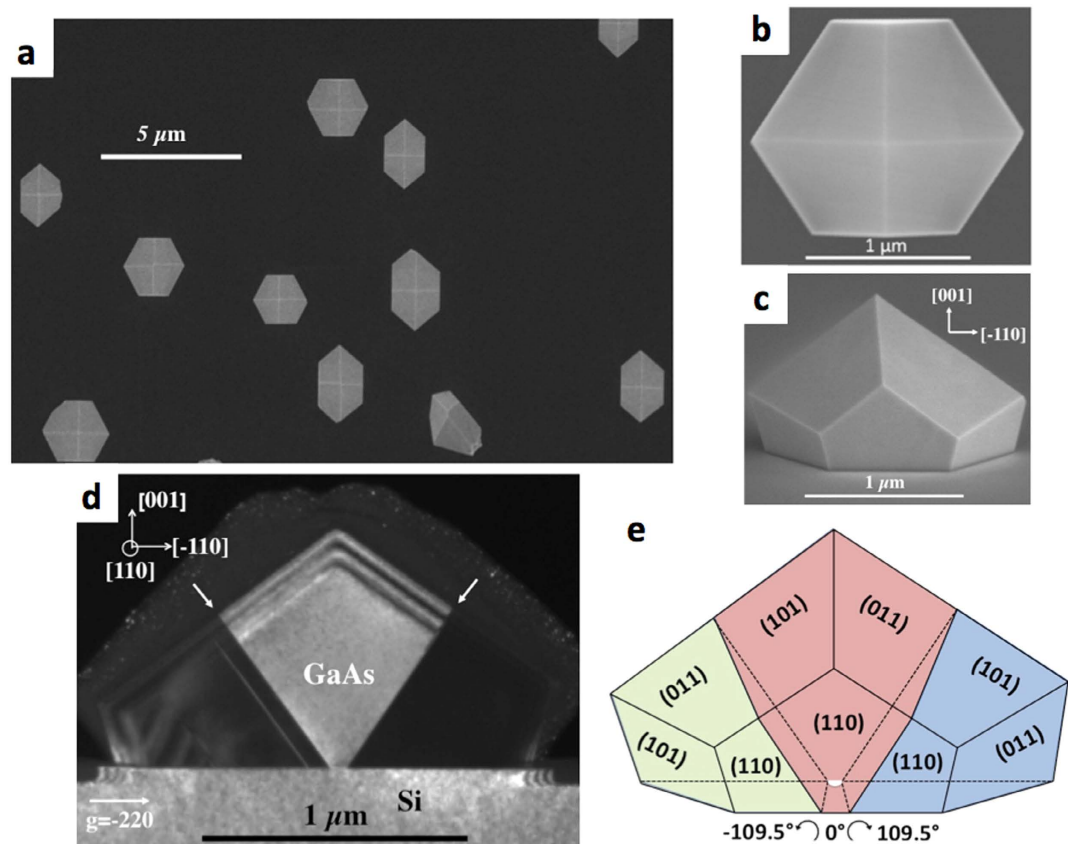 a
5 µm
b
1 µm
c
[001]
[-110]
1 µm
d
[001]
[-110]
[110]
GaAs
g=-220
Si
1 µm
e
(101)
(011)
(011)
(101)
(110)
(101)
(110)
(110)
(011)
-109.5° 0° 109.5°